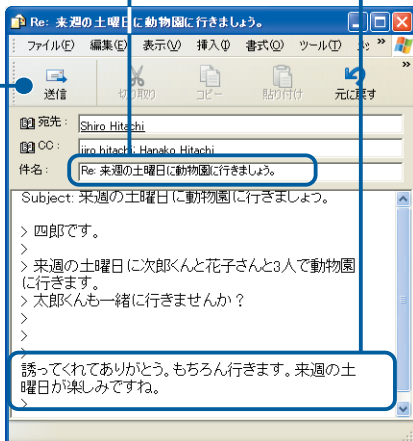 Re: 来週の土曜日に動物園に行きましょう。
ファイル(F) 編集(E) 表示(V) 挿入(I) 書式(O) ツール(T) »
送信 切り取り コピー 貼り付け 元に戻す »
宛先: Shiro Hitachi
CC: jiro hitachi; Hanako Hitachi
件名: Re: 来週の土曜日に動物園に行きましょう。
Subject: 来週の土曜日に動物園に行きましょう。
> 四郎です。
>
> 来週の土曜日に次郎くんと花子さんと3人で動物園
に行きます。
> 太郎くんも一緒に行きませんか?
>
>
>
誘ってくれてありがとう。もちろん行きます。来週の土
曜日が楽しみですね。
>